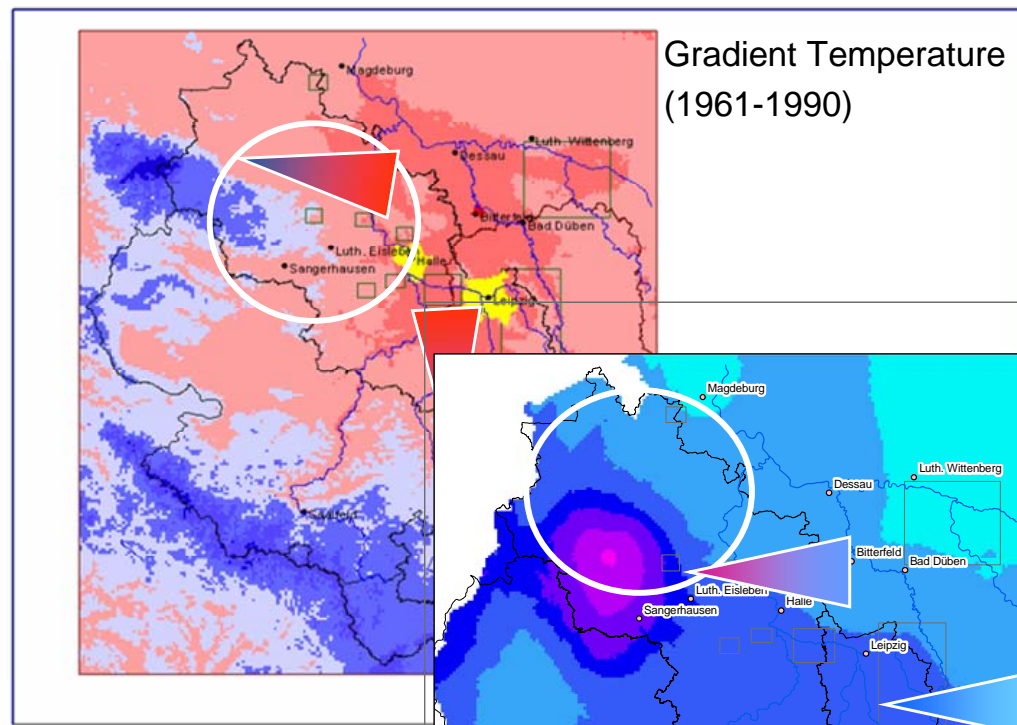 Gradient Temperature
(1961-1990)
Magdeburg
Luth. Wittenberg
Dessau
Bitterfeld
Bad Düben
Luth. Eisleben
Halle
Sangerhausen
Leipzig
Saalfeld
Magdeburg
Luth. Wittenberg
Dessau
Bitterfeld
Bad Düben
Luth. Eisleben
Halle
Sangerhausen
Leipzig